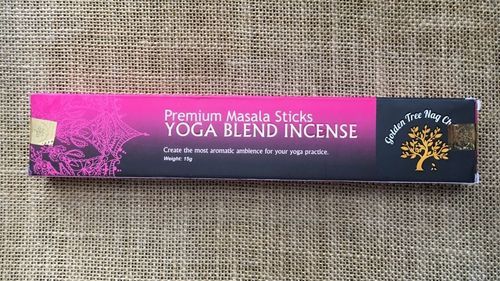 Premium Masala Sticks
YOGA BLEND INCENSE
Create the most aromatic ambience for your yoga practice.
Weight: 15g
Golden Tree Nag